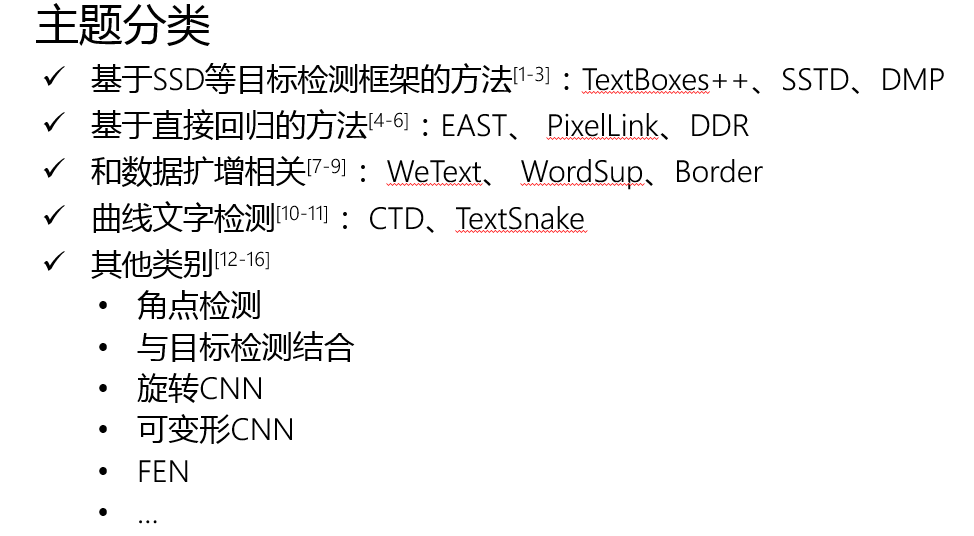 主题分类
✓ 基于SSD等目标检测框架的方法[1-3]：TextBoxes++、SSTD、DMP
✓ 基于直接回归的方法[4-6]：EAST、 PixelLink、DDR
✓ 和数据扩增相关[7-9]： WeText、 WordSup、Border
✓ 曲线文字检测[10-11]： CTD、TextSnake
✓ 其他类别[12-16]
• 角点检测
• 与目标检测结合
• 旋转CNN
• 可变形CNN
• FEN
• ...